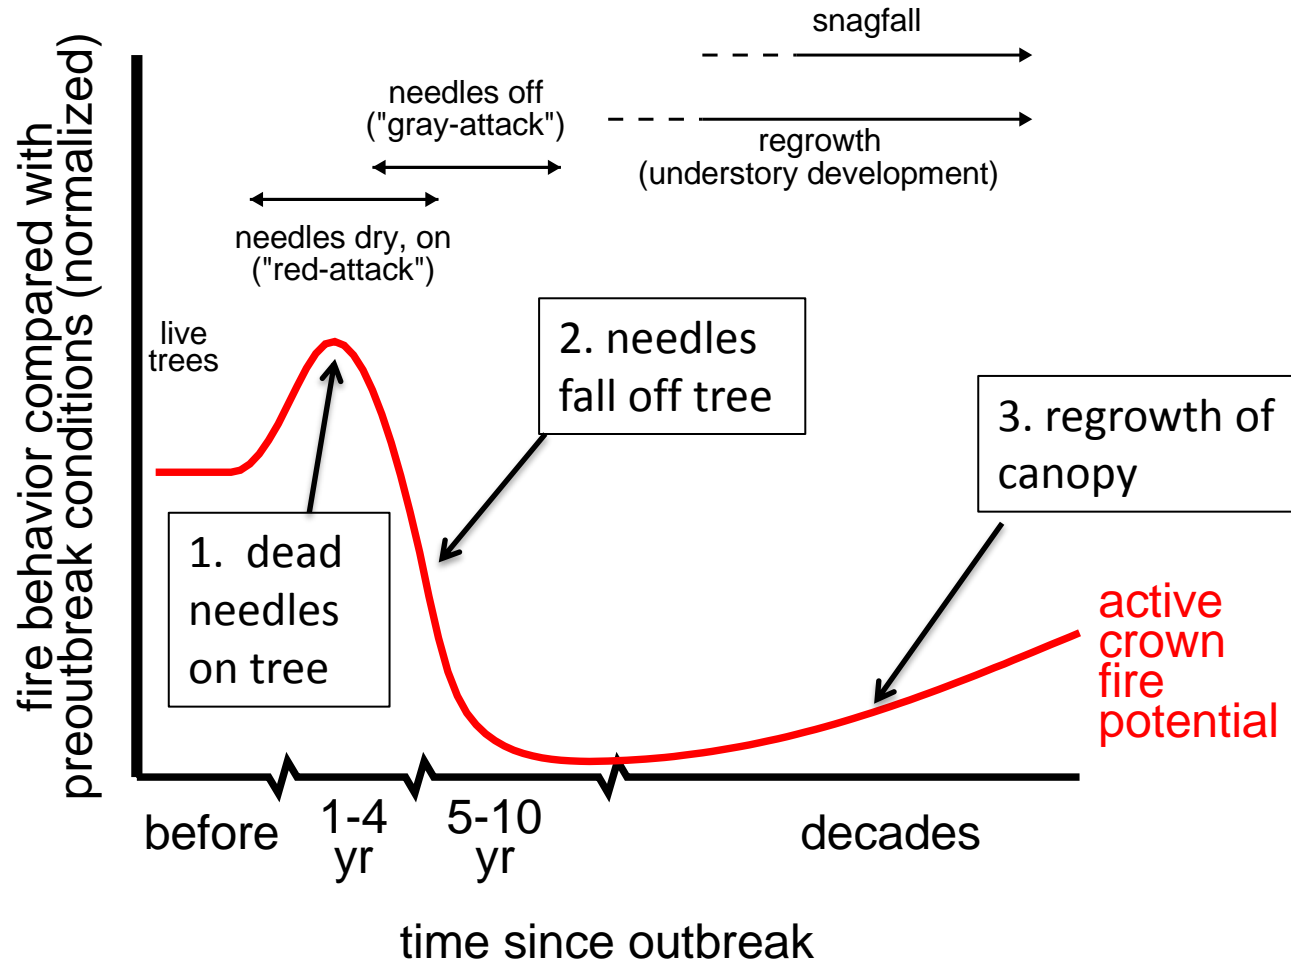 snagfall
needles off
("gray-attack")
regrowth
(understory development)
needles dry, on
("red-attack")
fire behavior compared with
preoutbreak conditions (normalized)
live
trees
2. needles
fall off tree
3. regrowth of
canopy
1.  dead
needles
on tree
active
crown
fire
potential
before
1-4
yr
5-10
yr
decades
time since outbreak